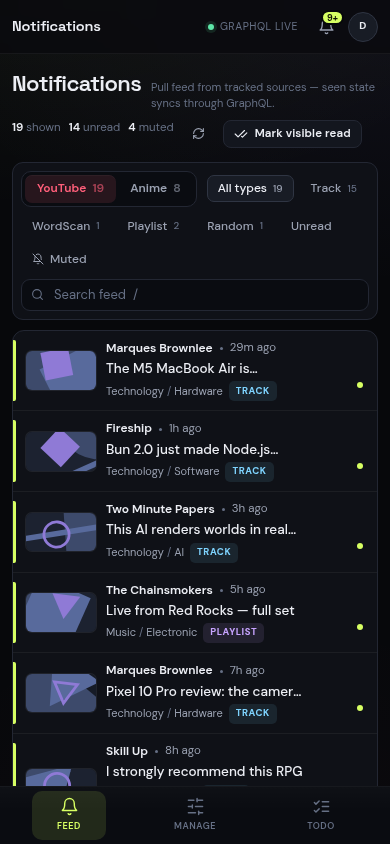 Notifications
GRAPHQL LIVE
9+
D
Notifications
Pull feed from tracked sources — seen state
syncs through GraphQL.
19 shown 14 unread 4 muted
Mark visible read
YouTube 19
Anime 8
All types 19
Track 15
WordScan 1
Playlist 2
Random 1
Unread
Muted
Search feed /
Marques Brownlee • 29m ago
The M5 MacBook Air is…
Technology / Hardware TRACK
Fireship • 1h ago
Bun 2.0 just made Node.js…
Technology / Software TRACK
Two Minute Papers • 3h ago
This AI renders worlds in real…
Technology / AI TRACK
The Chainsmokers • 5h ago
Live from Red Rocks — full set
Music / Electronic PLAYLIST
Marques Brownlee • 7h ago
Pixel 10 Pro review: the camer…
Technology / Hardware TRACK
Skill Up • 8h ago
I strongly recommend this RPG
FEED
MANAGE
TODO